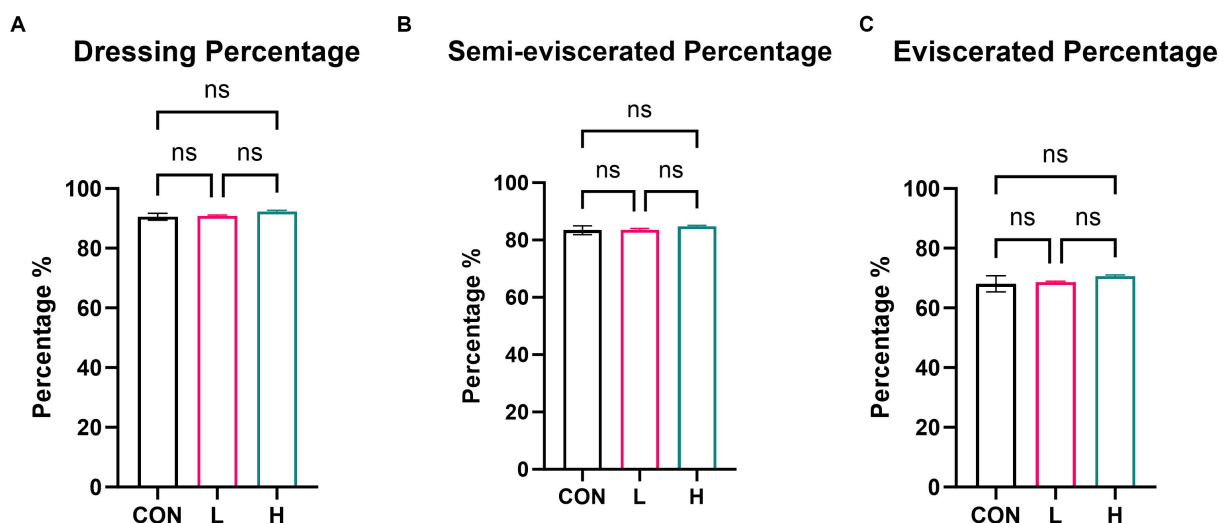 A
Dressing Percentage
ns
ns
ns
100
80
60
40
20
0
Percentage %
CON
L
H
B
Semi-eviscerated Percentage
ns
ns
ns
100
80
60
40
20
0
Percentage %
CON
L
H
C
Eviscerated Percentage
ns
ns
ns
100
80
60
40
20
0
Percentage %
CON
L
H